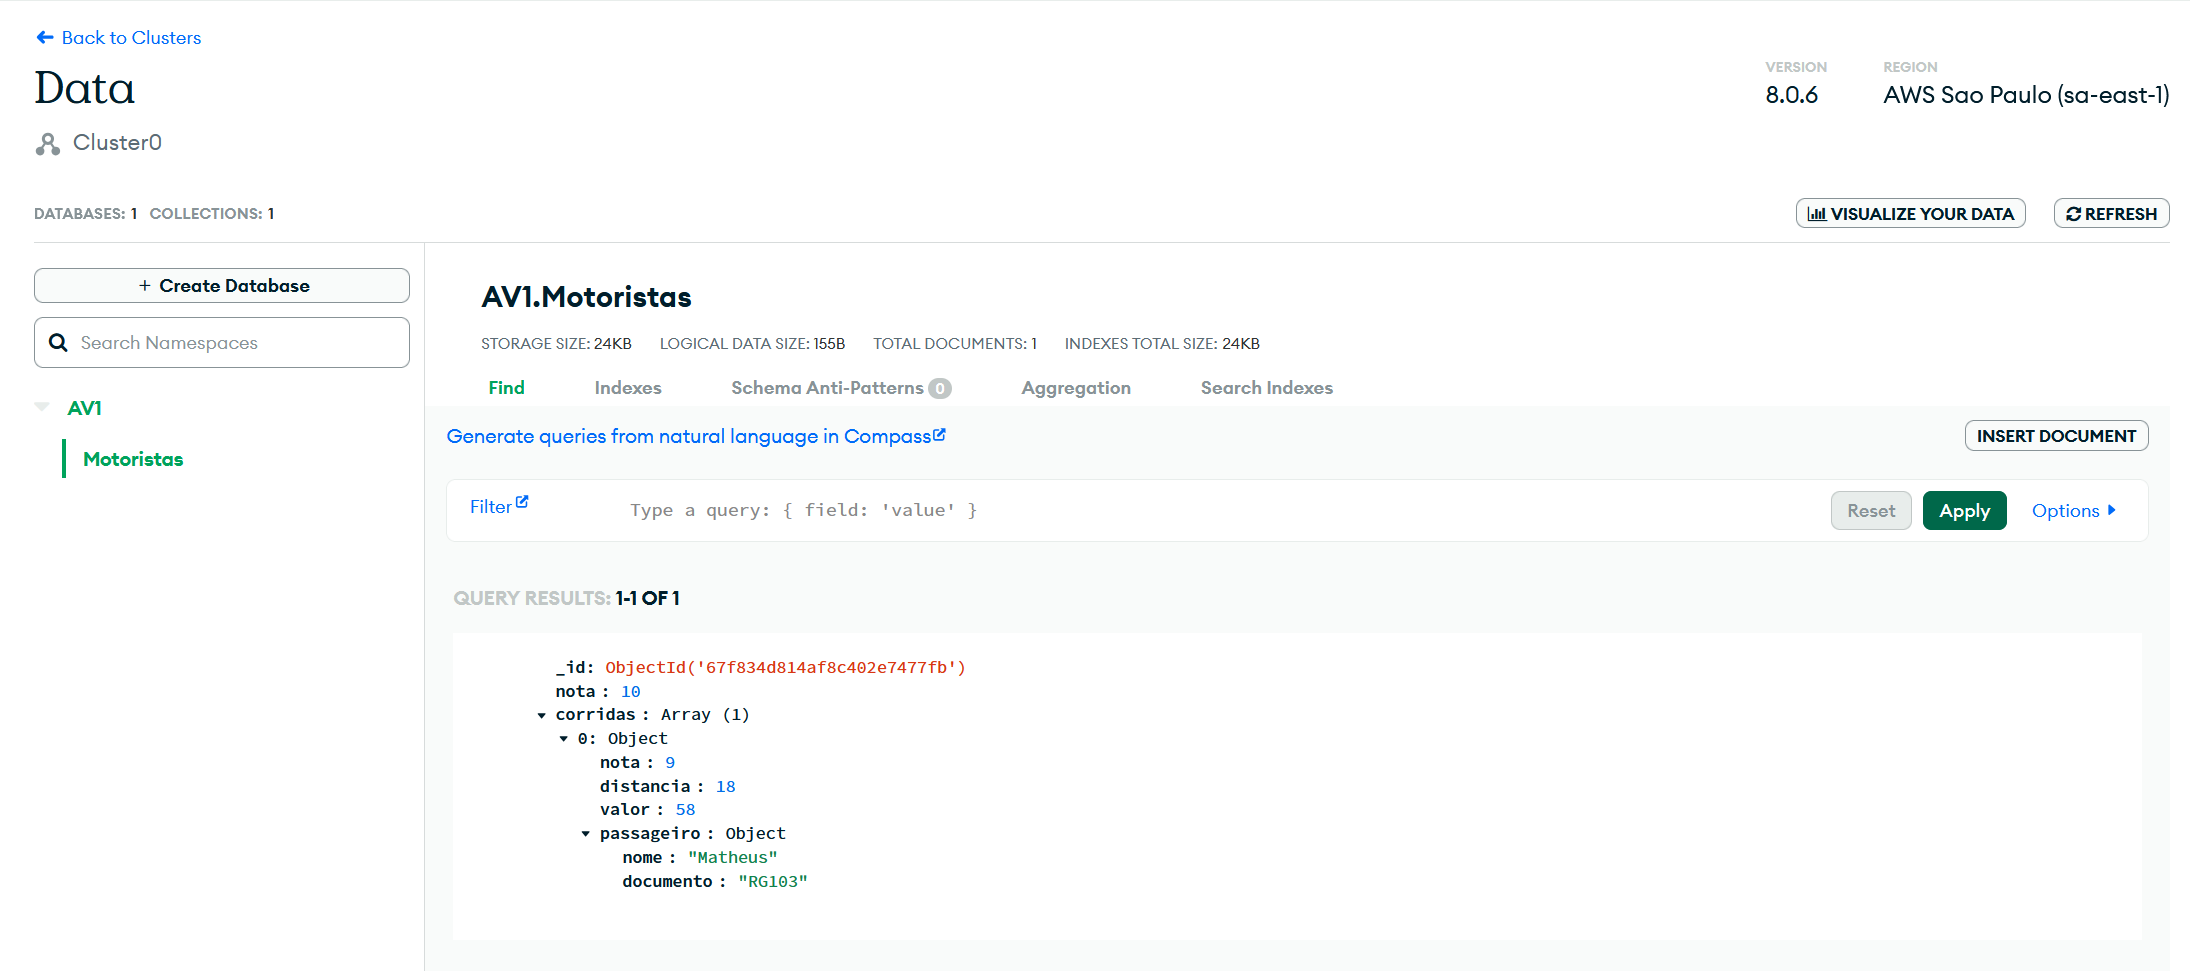 Back to Clusters
Data
VERSION
REGION
8.0.6
AWS Sao Paulo (sa-east-1)
Cluster0
DATABASES: 1 COLLECTIONS: 1
VISUALIZE YOUR DATA
REFRESH
+ Create Database
Search Namespaces
AV1
Motoristas
AV1.Motoristas
STORAGE SIZE: 24KB LOGICAL DATA SIZE: 155B TOTAL DOCUMENTS: 1 INDEXES TOTAL SIZE: 24KB
Find Indexes Schema Anti-Patterns 0 Aggregation Search Indexes
Generate queries from natural language in Compass
INSERT DOCUMENT
Filter
Type a query: { field: 'value' }
Reset
Apply
Options
QUERY RESULTS: 1-1 OF 1
_id: ObjectId('67f834d814af8c402e7477fb')
nota : 10
corridas : Array (1)
0: Object
nota : 9
distancia : 18
valor : 58
passageiro : Object
nome : "Matheus"
documento : "RG103"